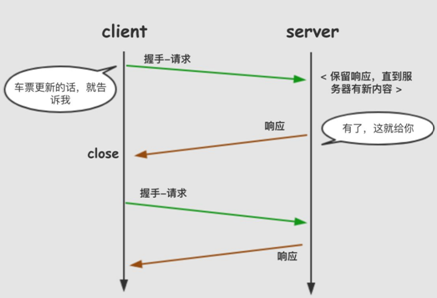 client
server
握手-请求
车票更新的话，就告
诉我
< 保留响应，直到服
务器有新内容 >
响应
有了，这就给你
close
握手-请求
响应